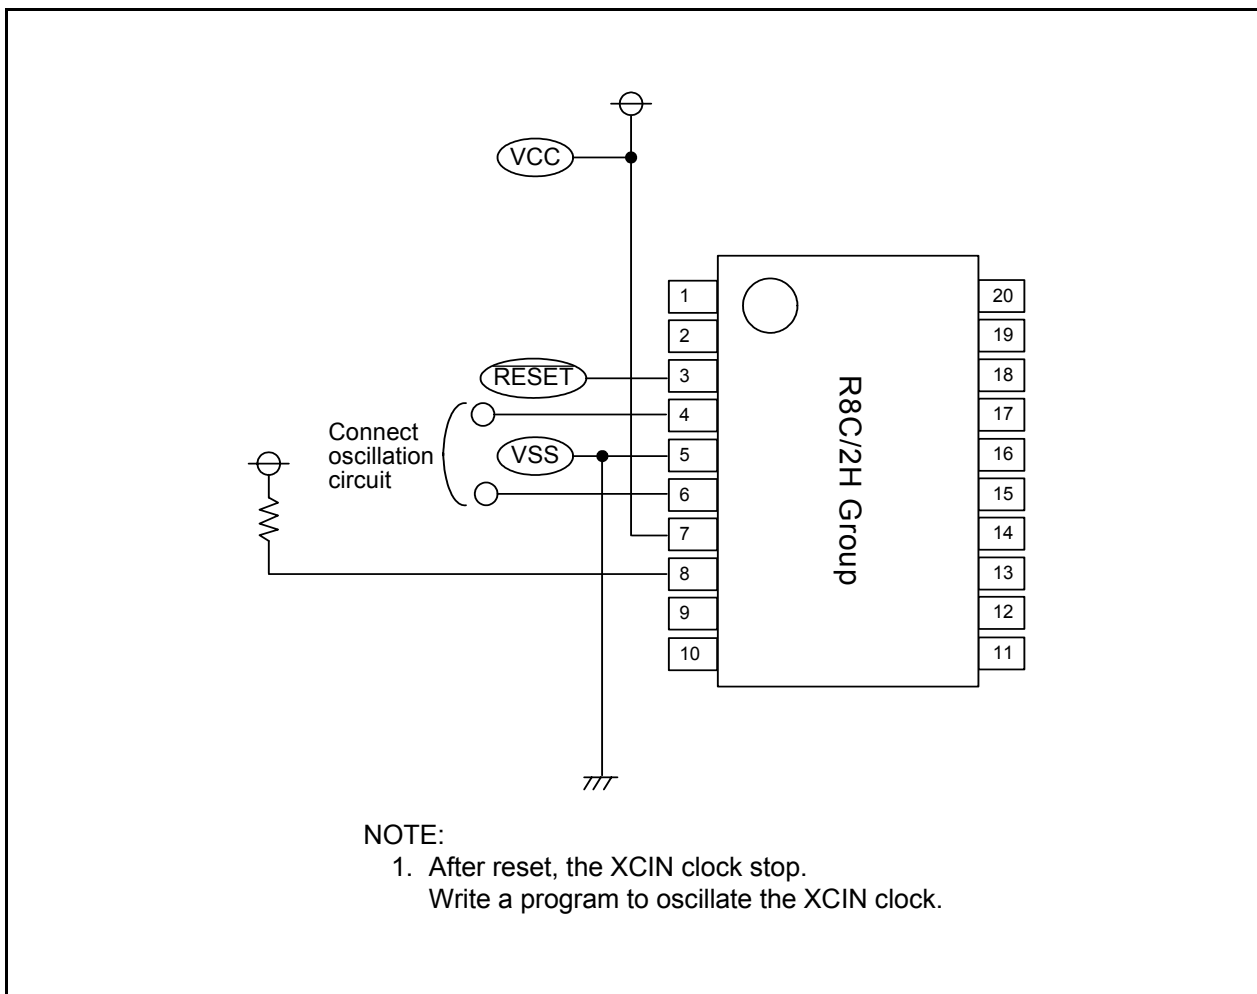 VCC
1
2
3
4
5
6
7
8
9
10
20
19
18
17
16
15
14
13
12
11
RESET
Connect
oscillation
circuit
VSS
R8C/2H Group
NOTE:
1. After reset, the XCIN clock stop.
Write a program to oscillate the XCIN clock.